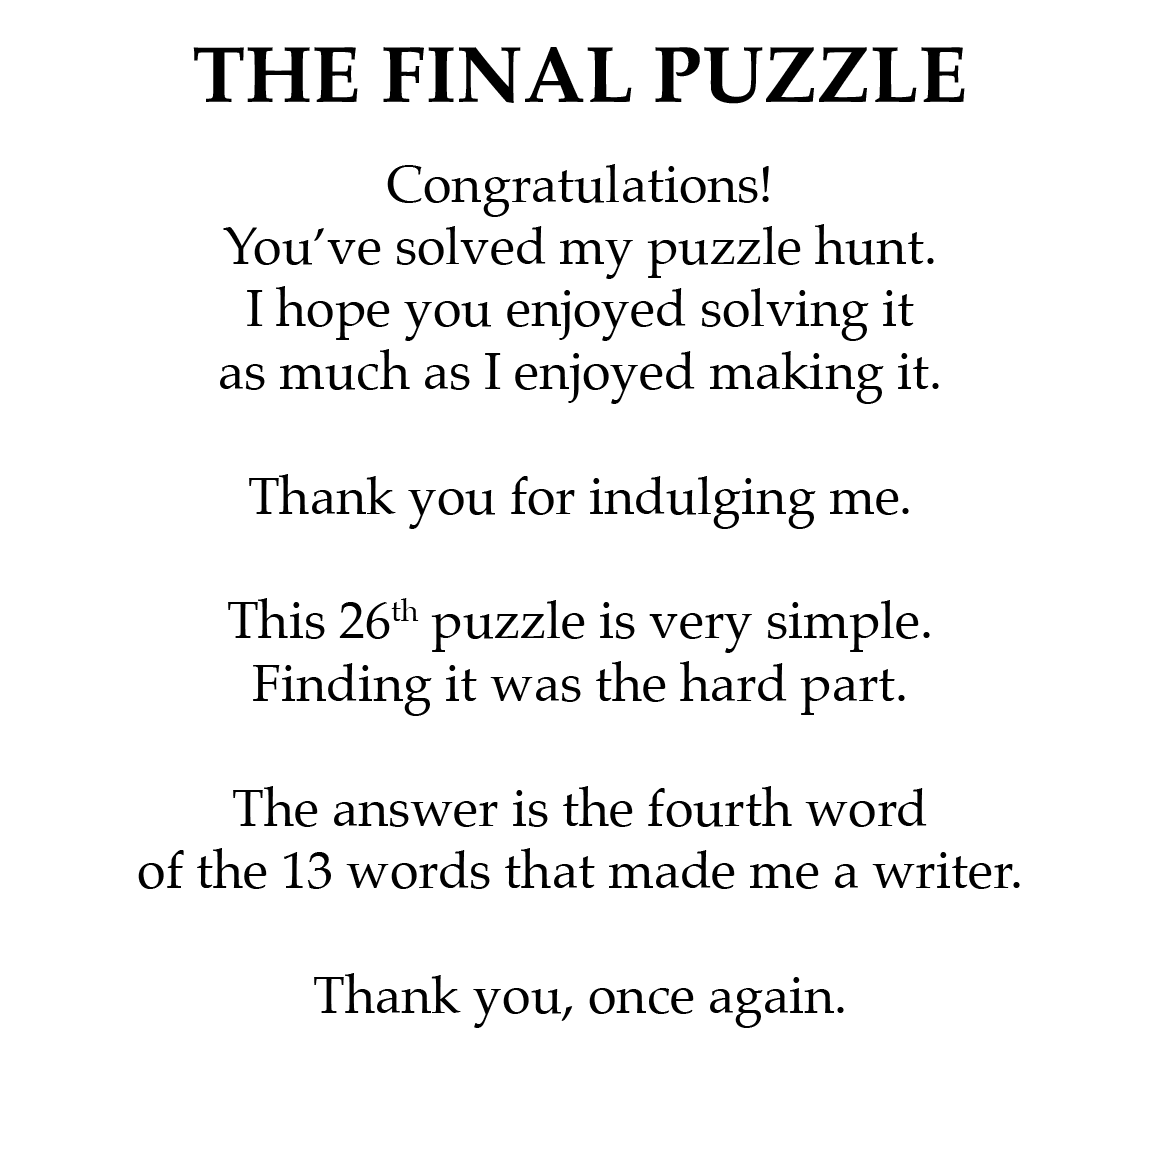 THE FINAL PUZZLE
Congratulations!
You’ve solved my puzzle hunt.
I hope you enjoyed solving it
as much as I enjoyed making it.
Thank you for indulging me.
This 26th puzzle is very simple.
Finding it was the hard part.
The answer is the fourth word
of the 13 words that made me a writer.
Thank you, once again.